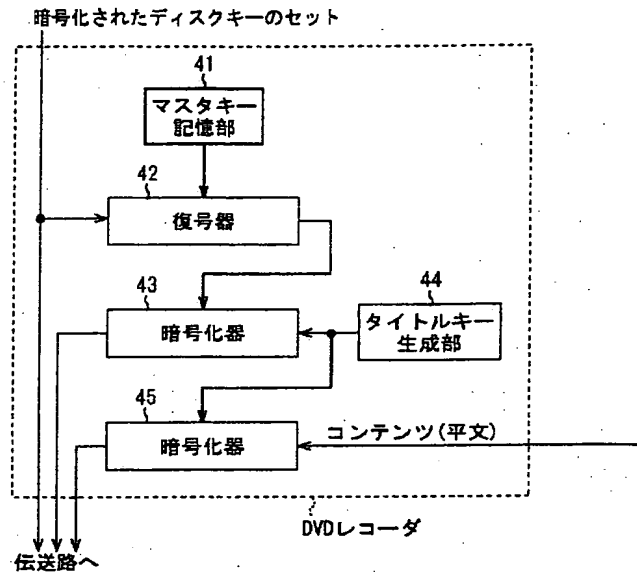 暗号化されたディスクキーのセット
41
マスタキー
記憶部
42
復号器
43
暗号化器
44
タイトルキー
生成部
45
暗号化器
コンテンツ(平文)
DVDレコーダ
伝送路へ